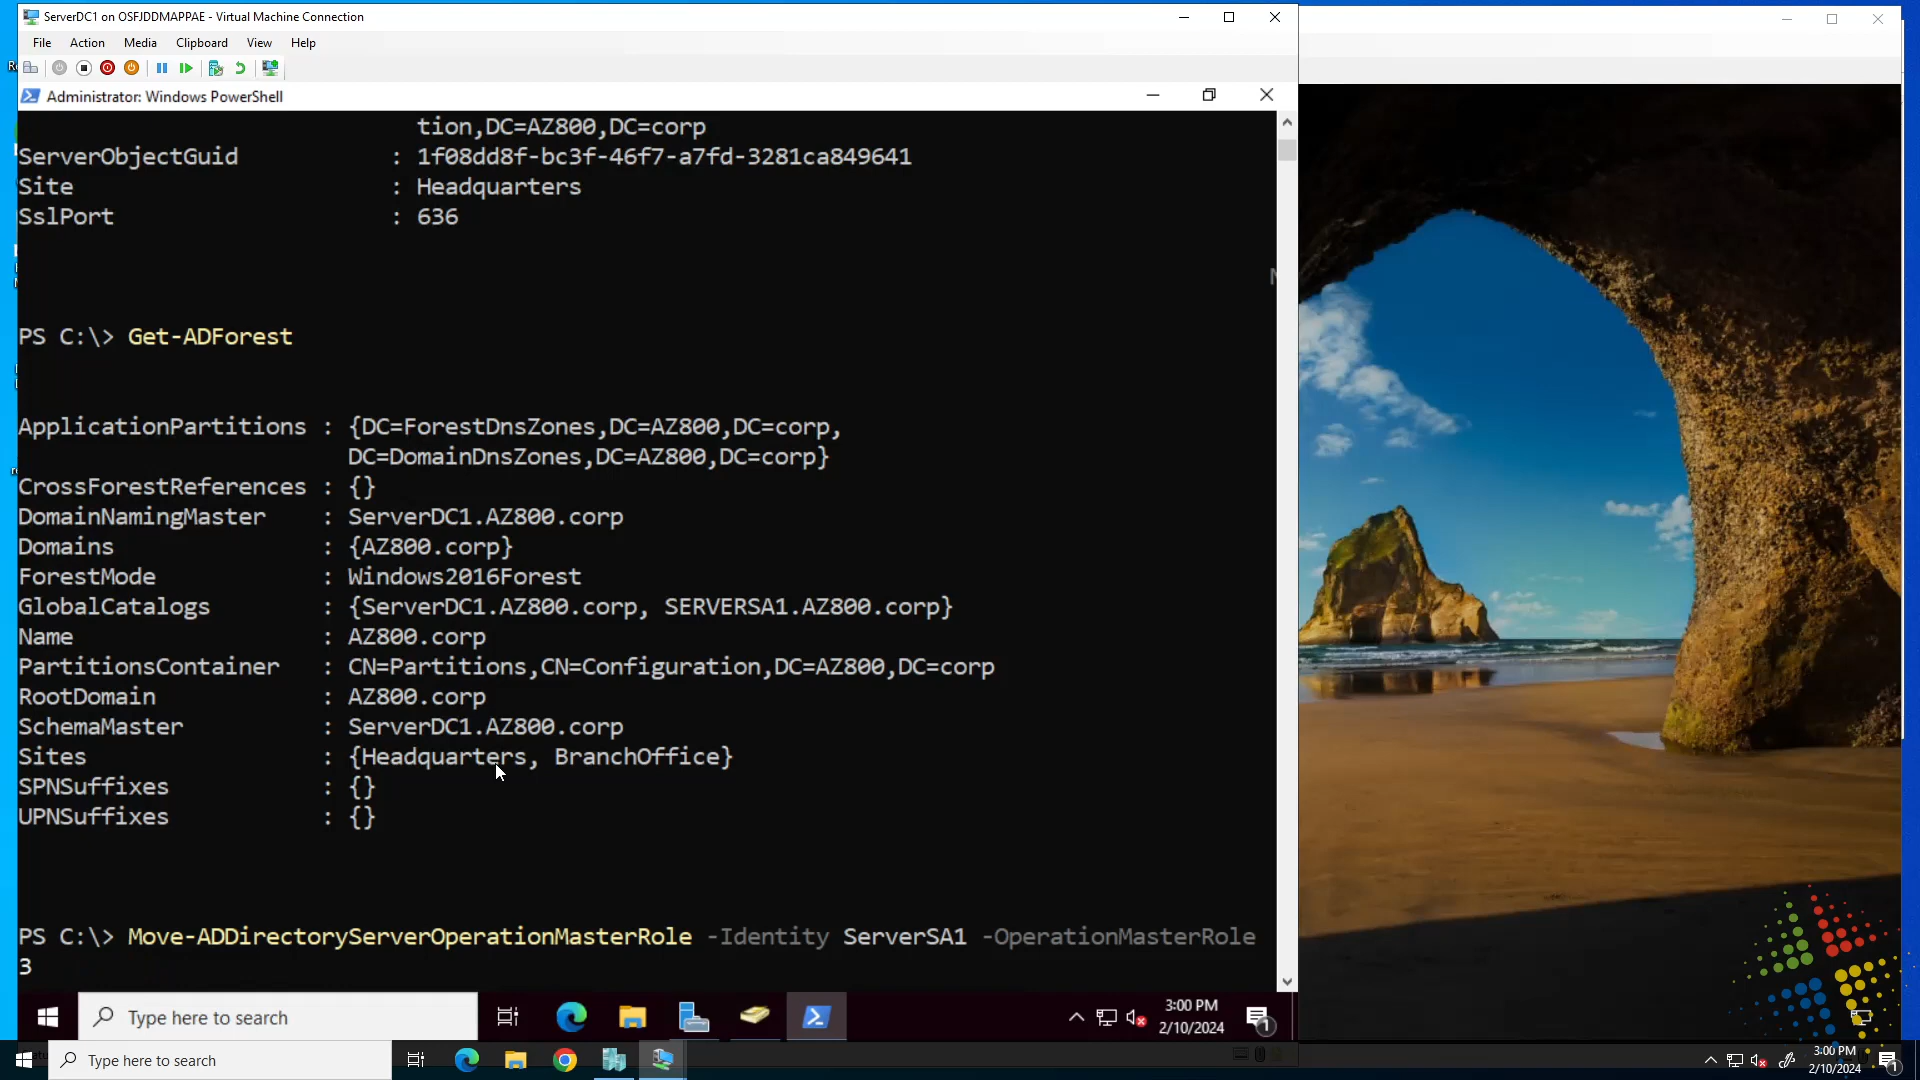 ServerDC1 on OSFJDDMAPPAE - Virtual Machine Connection
File Action Media Clipboard View Help
Administrator: Windows PowerShell
tion,DC=AZ800,DC=corp
ServerObjectGuid : 1f08dd8f-bc3f-46f7-a7fd-3281ca849641
Site : Headquarters
SslPort : 636
PS C:\> Get-ADForest
ApplicationPartitions : {DC=ForestDnsZones,DC=AZ800,DC=corp,
DC=DomainDnsZones,DC=AZ800,DC=corp}
CrossForestReferences : {}
DomainNamingMaster : ServerDC1.AZ800.corp
Domains : {AZ800.corp}
ForestMode : Windows2016Forest
GlobalCatalogs : {ServerDC1.AZ800.corp, SERVERSA1.AZ800.corp}
Name : AZ800.corp
PartitionsContainer : CN=Partitions,CN=Configuration,DC=AZ800,DC=corp
RootDomain : AZ800.corp
SchemaMaster : ServerDC1.AZ800.corp
Sites : {Headquarters, BranchOffice}
SPNSuffixes : {}
UPNSuffixes : {}
PS C:\> Move-ADDirectoryServerOperationMasterRole -Identity ServerSA1 -OperationMasterRole
3
Type here to search
3:00 PM
2/10/2024
1
Type here to search
3:00 PM
2/10/2024
1